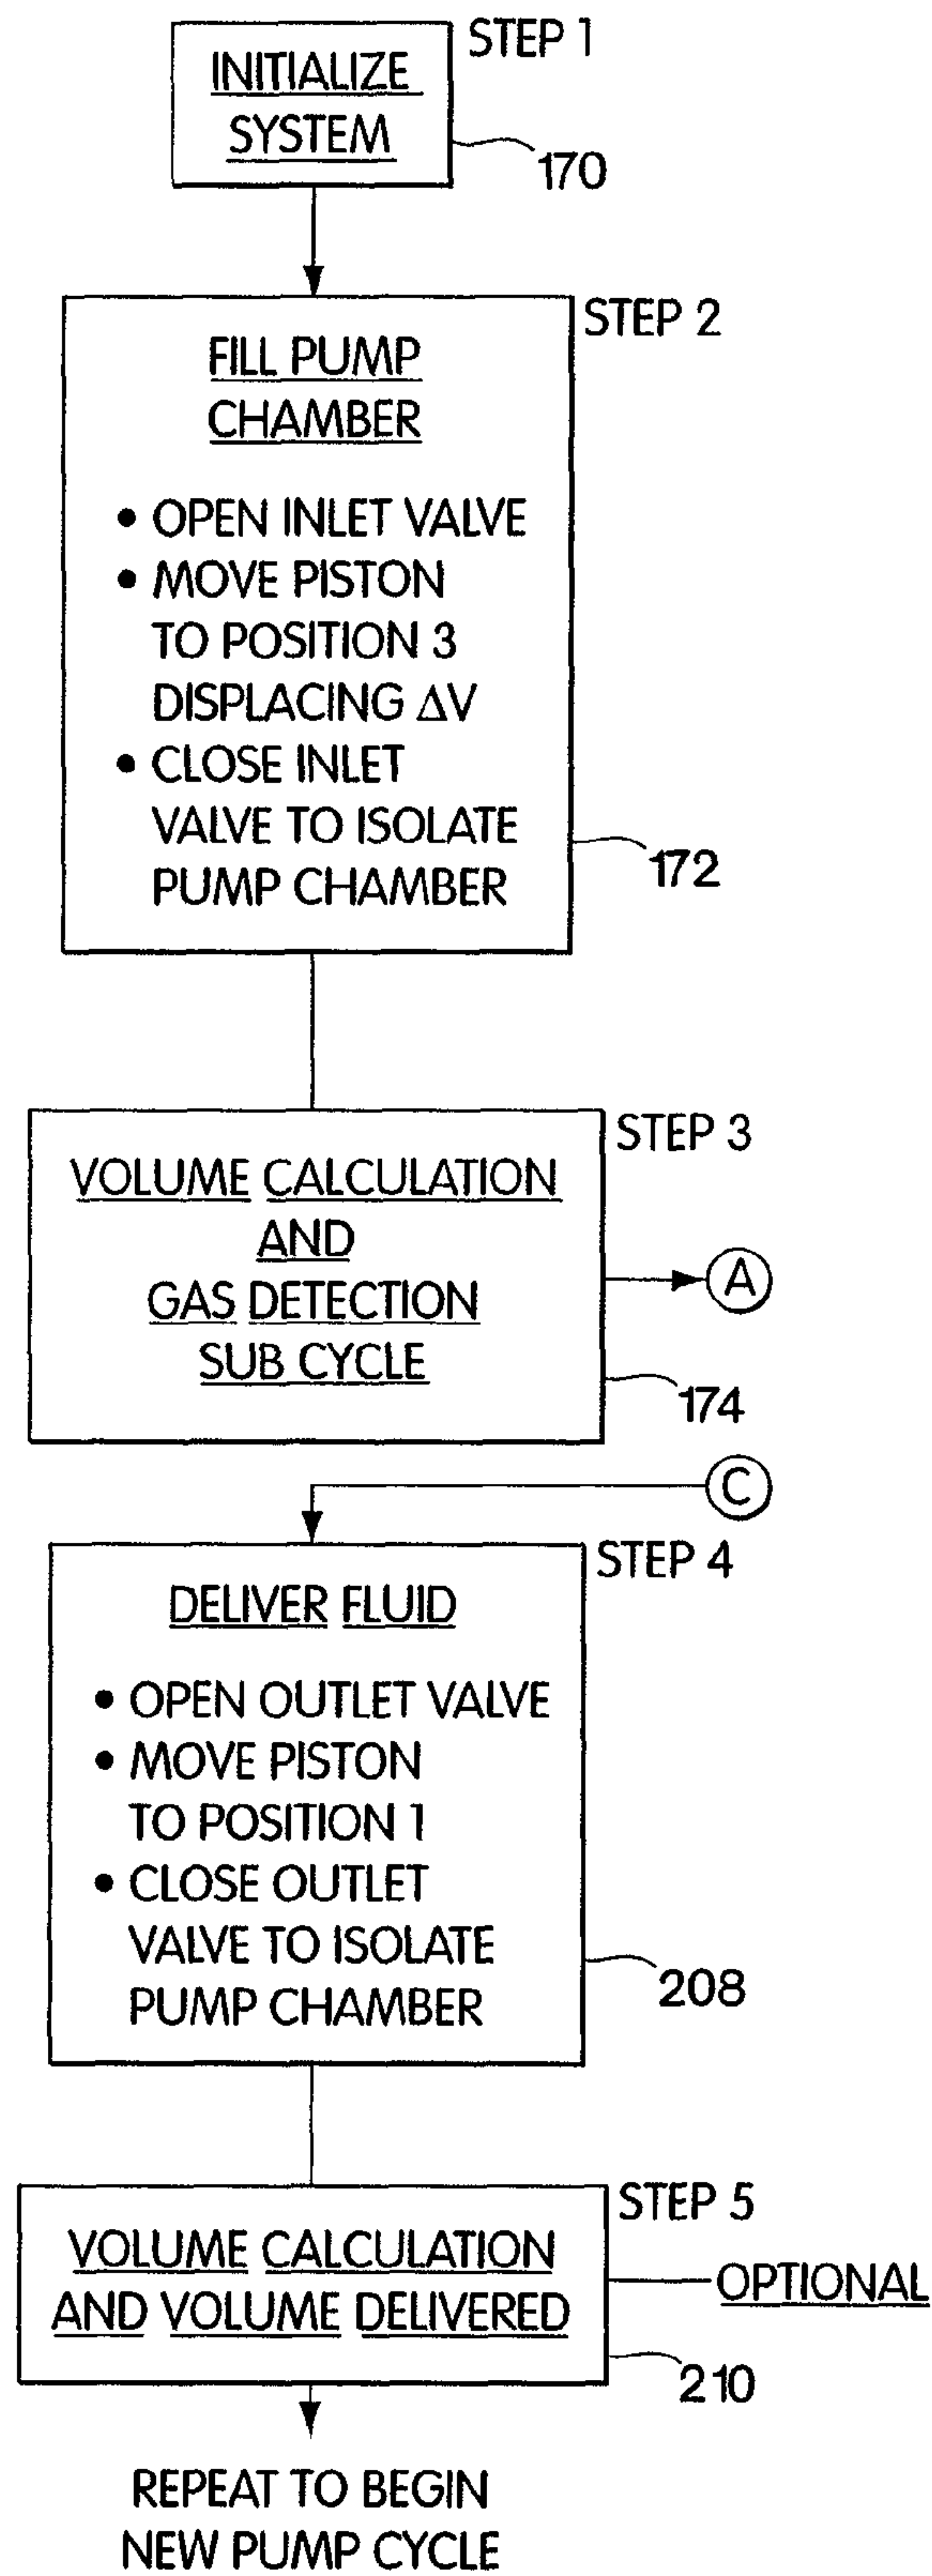 STEP 1
INITIALIZE
SYSTEM
170
STEP 2
FILL PUMP
CHAMBER
• OPEN INLET VALVE
• MOVE PISTON
TO POSITION 3
DISPLACING ΔV
• CLOSE INLET
VALVE TO ISOLATE
PUMP CHAMBER
172
STEP 3
VOLUME CALCULATION
AND
GAS DETECTION
SUB CYCLE
A
174
C
STEP 4
DELIVER FLUID
• OPEN OUTLET VALVE
• MOVE PISTON
TO POSITION 1
• CLOSE OUTLET
VALVE TO ISOLATE
PUMP CHAMBER
208
STEP 5
VOLUME CALCULATION
AND VOLUME DELIVERED
OPTIONAL
210
REPEAT TO BEGIN
NEW PUMP CYCLE